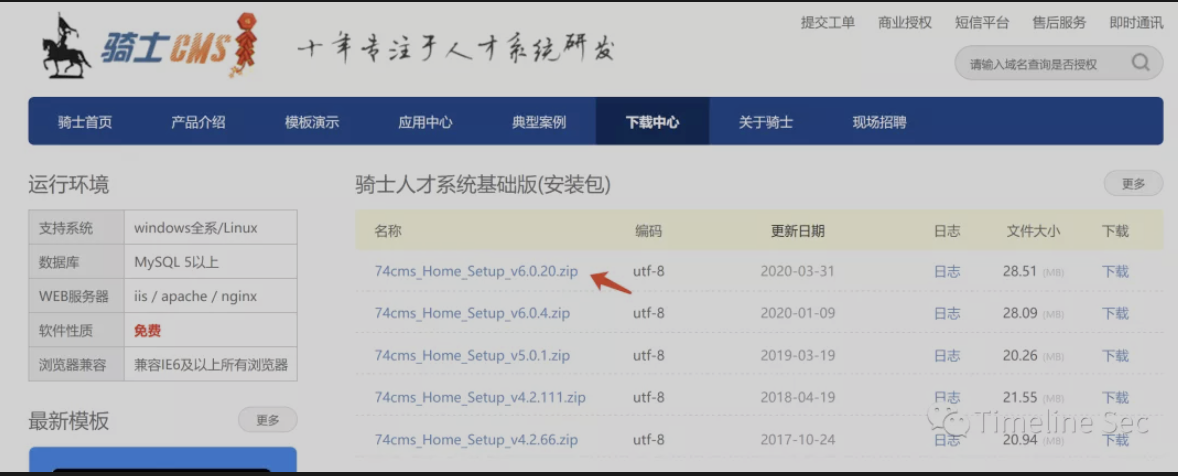 提交工单 商业授权 短信平台 售后服务 即时通讯
骑士CMS 十年专注于人才系统研发
请输入域名查询是否授权
骑士首页 产品介绍 模板演示 应用中心 典型案例 下载中心 关于骑士 现场招聘
运行环境
支持系统 windows全系/Linux
数据库 MySQL 5以上
WEB服务器 iis / apache / nginx
软件性质 免费
浏览器兼容 兼容IE6及以上所有浏览器
最新模板 更多
骑士人才系统基础版(安装包) 更多
名称 编码 更新日期 日志 文件大小 下载
74cms_Home_Setup_v6.0.20.zip utf-8 2020-03-31 日志 28.51 (MB) 下载
74cms_Home_Setup_v6.0.4.zip utf-8 2020-01-09 日志 28.09 (MB) 下载
74cms_Home_Setup_v5.0.1.zip utf-8 2019-03-19 日志 20.26 (MB) 下载
74cms_Home_Setup_v4.2.111.zip utf-8 2018-04-19 日志 21.55 (MB) 下载
74cms_Home_Setup_v4.2.66.zip utf-8 2017-10-24 日志 20.94 (MB) 下载
Timeline Sec